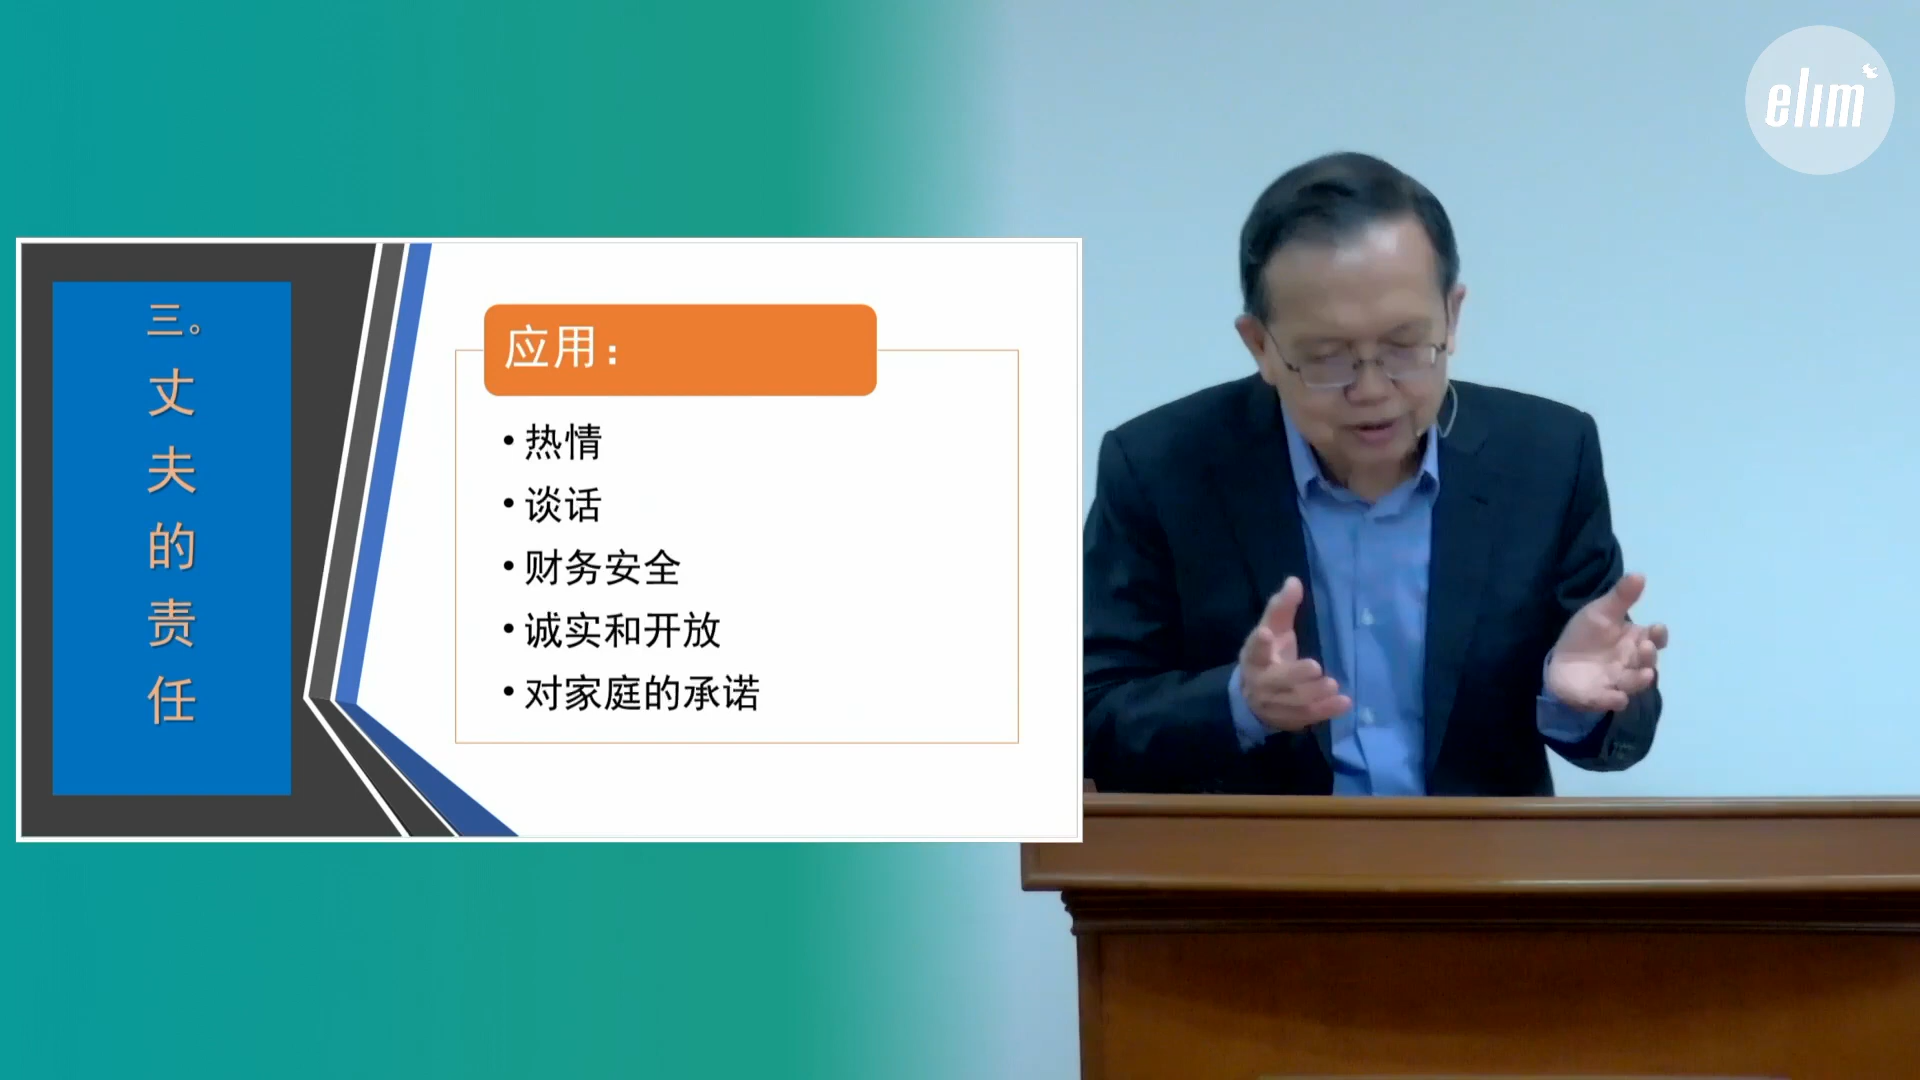 三。
丈
夫
的
责
任
应用：
• 热情
• 谈话
• 财务安全
• 诚实和开放
• 对家庭的承诺
elim